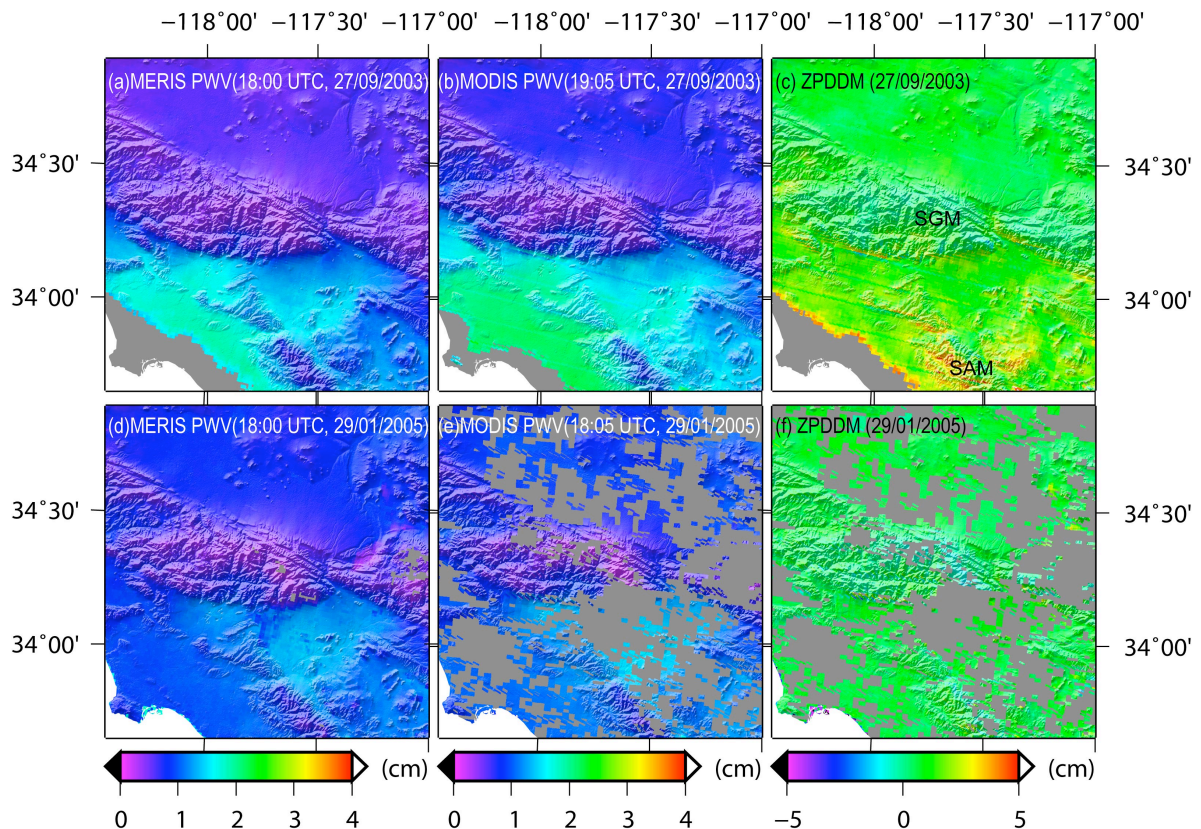 −118˚00' −117˚30' −117˚00' −118˚00' −117˚30' −117˚00' −118˚00' −117˚30' −117˚00'
(a)MERIS PWV(18:00 UTC, 27/09/2003)
(b)MODIS PWV(19:05 UTC, 27/09/2003)
(c) ZPDDM (27/09/2003)
34˚30' 34˚30'
SGM
34˚00' 34˚00'
SAM
(d)MERIS PWV(18:00 UTC, 29/01/2005)
(e)MODIS PWV(18:05 UTC, 29/01/2005)
(f) ZPDDM (29/01/2005)
34˚30' 34˚30'
34˚00' 34˚00'
(cm) (cm) (cm)
0 1 2 3 4 0 1 2 3 4 −5 0 5